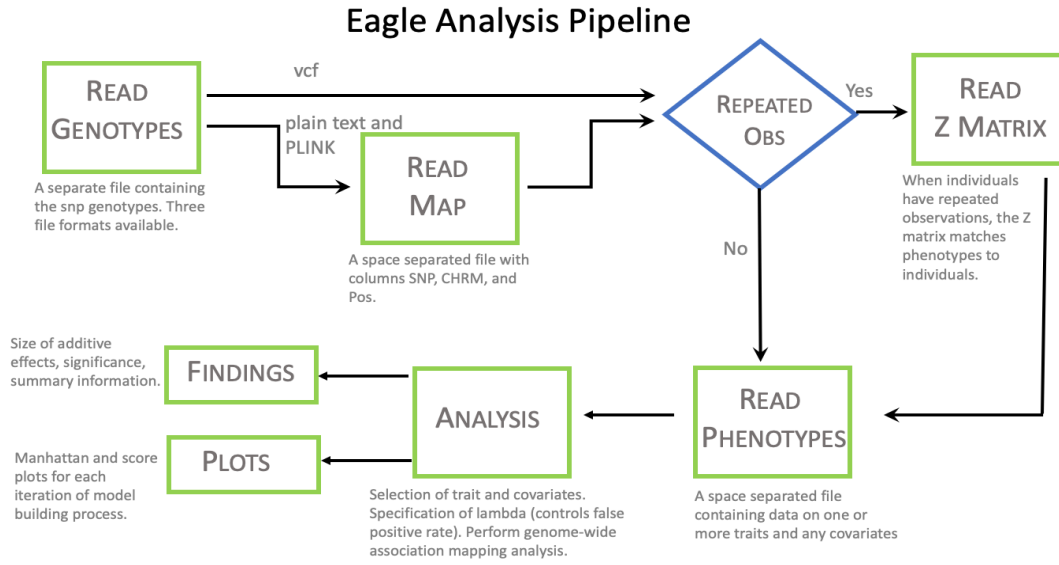 Eagle Analysis Pipeline
READ
GENOTYPES
A separate file containing
the snp genotypes. Three
file formats available.
vcf
plain text and
PLINK
READ
MAP
A space separated file with
columns SNP, CHRM, and
Pos.
REPEATED
OBS
Yes
No
READ
Z MATRIX
When individuals
have repeated
observations, the Z
matrix matches
phenotypes to
individuals.
READ
PHENOTYPES
A space separated file
containing data on one or
more traits and any covariates
ANALYSIS
Selection of trait and covariates.
Specification of lambda (controls false
positive rate). Perform genome-wide
association mapping analysis.
Size of additive
effects, significance,
summary information.
FINDINGS
Manhattan and score
plots for each
iteration of model
building process.
PLOTS